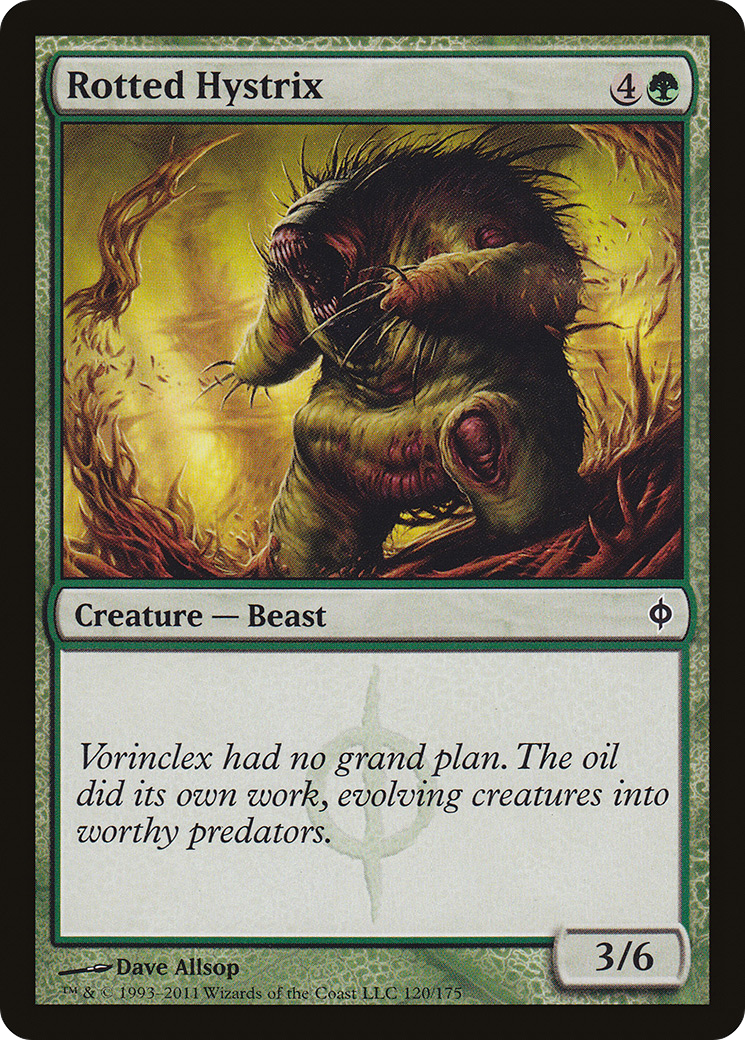 Rotted Hystrix 4
Creature — Beast
Vorinclex had no grand plan. The oil
did its own work, evolving creatures into
worthy predators.
3/6
Dave Allsop
™ & © 1993–2011 Wizards of the Coast LLC 120/175